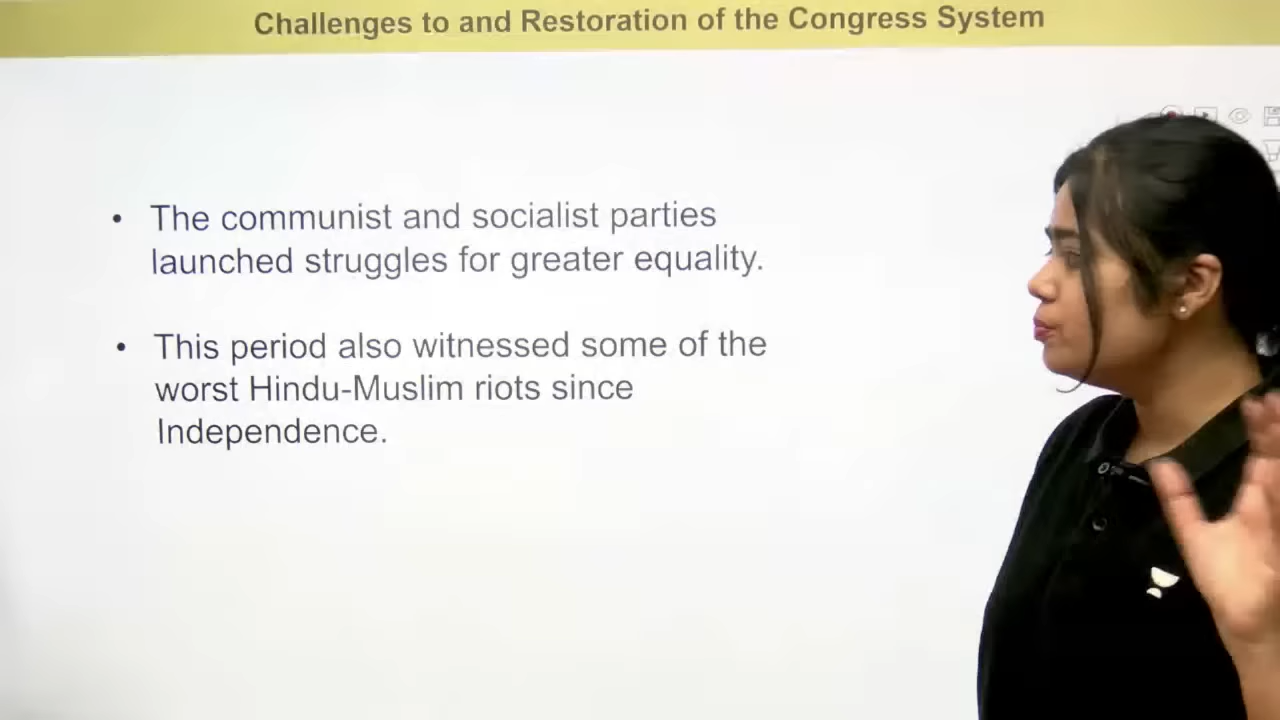 Challenges to and Restoration of the Congress System
• The communist and socialist parties
launched struggles for greater equality.
• This period also witnessed some of the
worst Hindu-Muslim riots since
Independence.